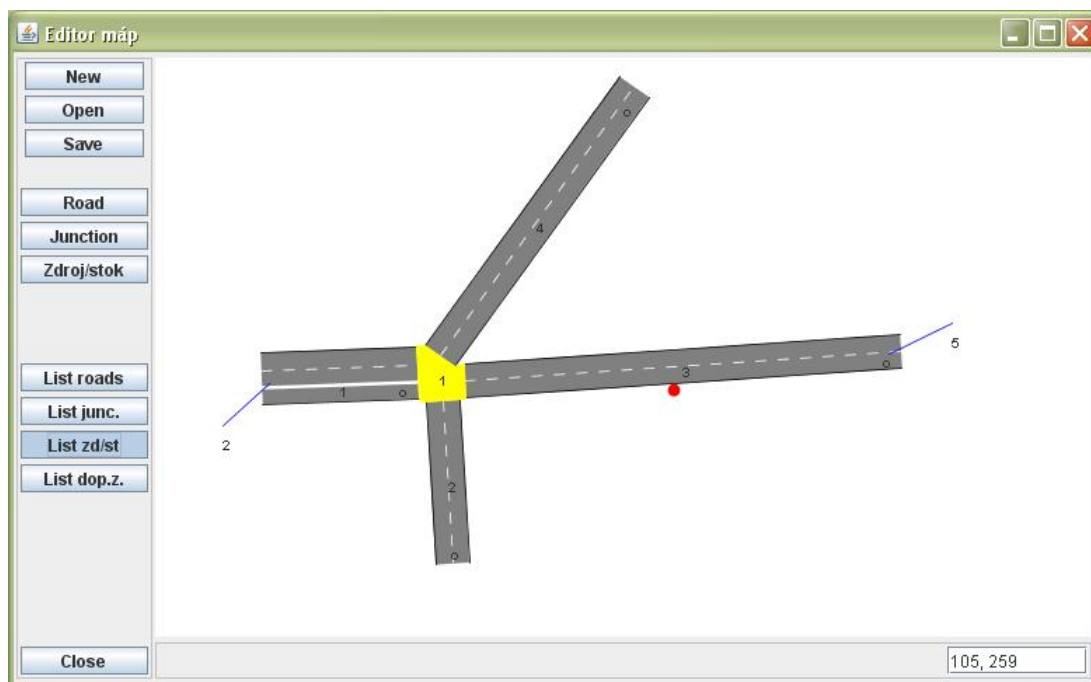 Editor máp
New
Open
Save
Road
Junction
Zdroj/stok
List roads
List junc.
List zd/st
List dop.z.
Close
4
5
3
1
1
2
2
105, 259